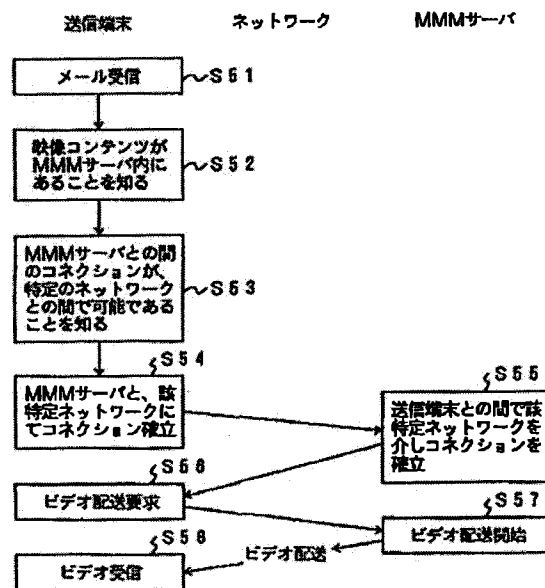 送信端末 ネットワーク MMMサーバ
メール受信 S51
映像コンテンツが
MMMサーバ内に
あることを知る
S52
MMMサーバとの間
のコネクションが、
特定のネットワーク
との間で可能である
ことを知る
S53
S54
MMMサーバと、該
特定ネットワークに
てコネクション確立
S55
送信端末との間で該
特定ネットワークを
介しコネクションを
確立
S56
ビデオ配送要求
S57
ビデオ配送開始
ビデオ配送
S58
ビデオ受信